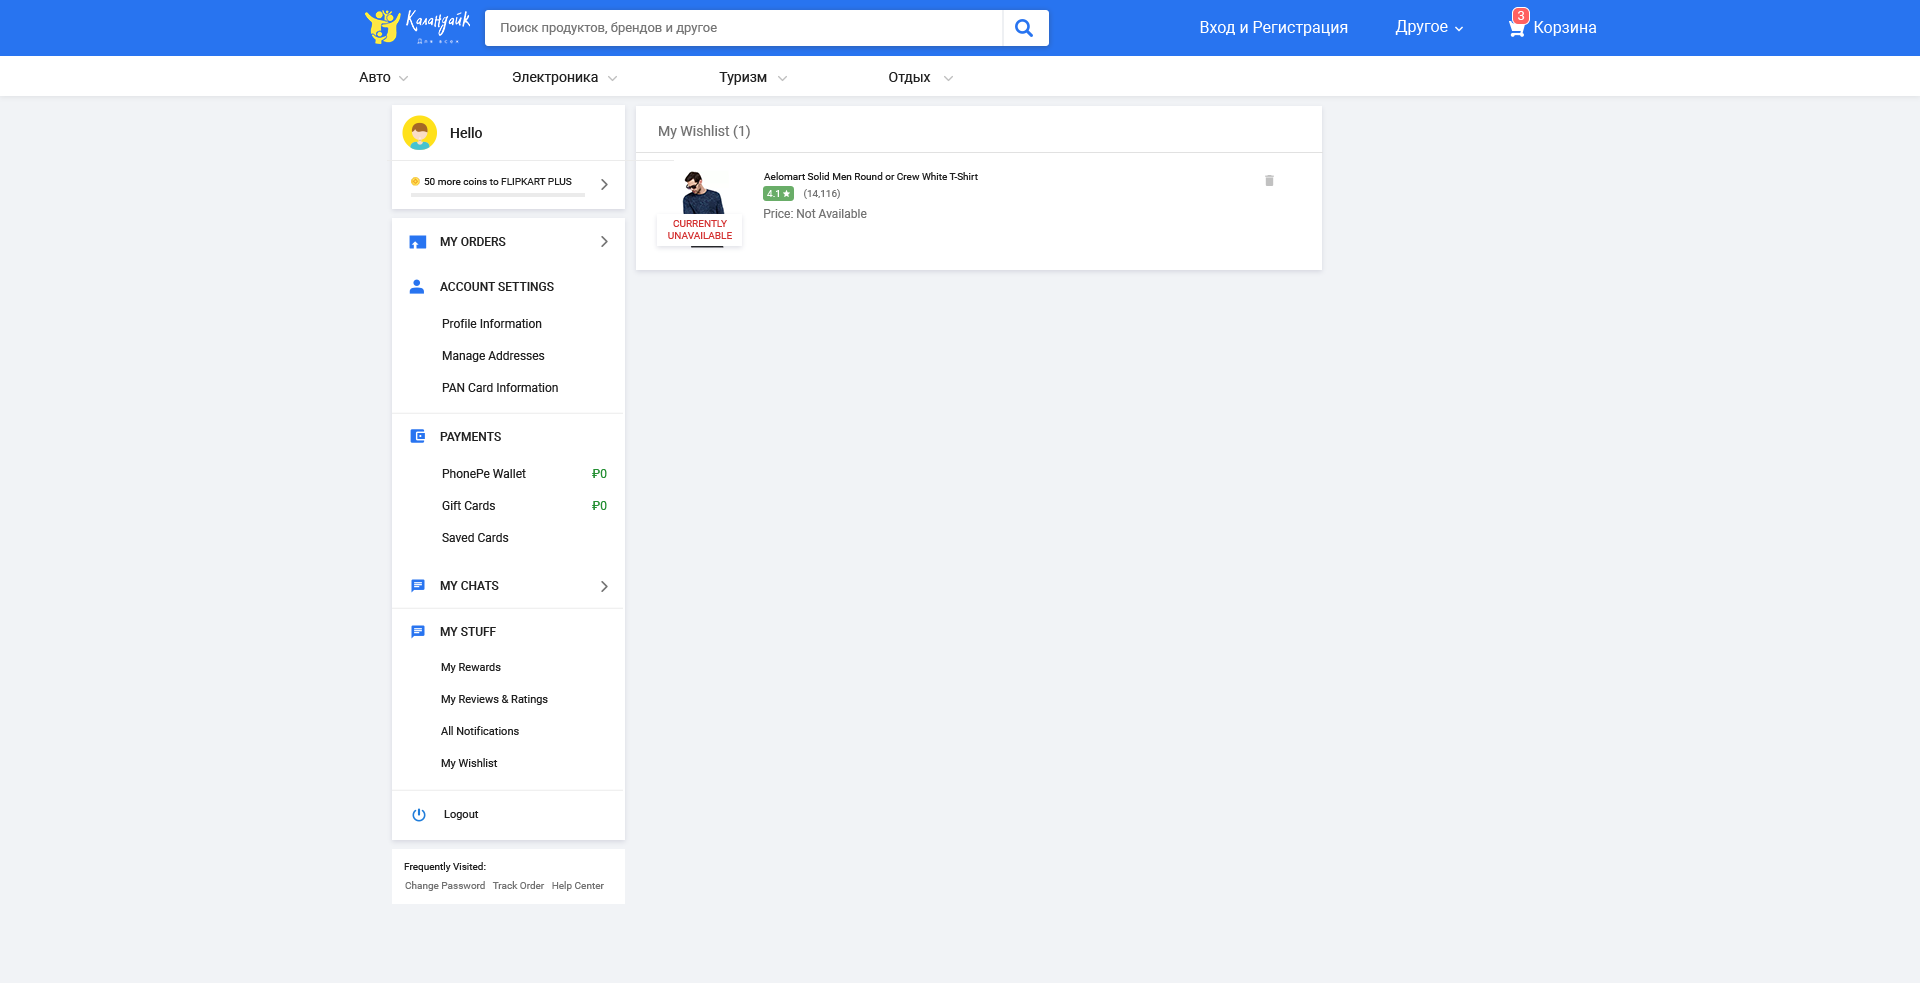 Каландайк
Для всех
Поиск продуктов, брендов и другое
Вход и Регистрация
Другое
3
Корзина
Авто
Электроника
Туризм
Отдых
Hello
50 more coins to FLIPKART PLUS
MY ORDERS
ACCOUNT SETTINGS
Profile Information
Manage Addresses
PAN Card Information
PAYMENTS
PhonePe Wallet ₽0
Gift Cards ₽0
Saved Cards
MY CHATS
MY STUFF
My Rewards
My Reviews & Ratings
All Notifications
My Wishlist
Logout
Frequently Visited:
Change Password Track Order Help Center
My Wishlist (1)
Aelomart Solid Men Round or Crew White T-Shirt
4.1 ★ (14,116)
Price: Not Available
CURRENTLY
UNAVAILABLE